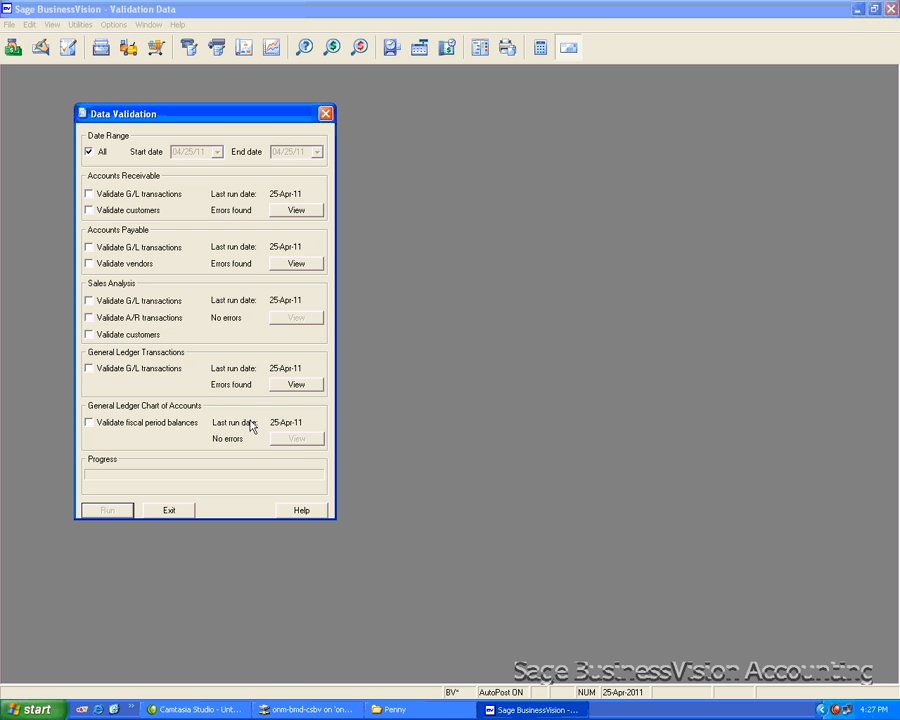 Sage BusinessVision - Validation Data
File Edit View Utilities Options Window Help
Data Validation
Date Range
All Start date 04/25/11 End date 04/25/11
Accounts Receivable
Validate G/L transactions Last run date: 25-Apr-11
Validate customers Errors found View
Accounts Payable
Validate G/L transactions Last run date: 25-Apr-11
Validate vendors Errors found View
Sales Analysis
Validate G/L transactions Last run date: 25-Apr-11
Validate A/R transactions No errors View
Validate customers
General Ledger Transactions
Validate G/L transactions Last run date: 25-Apr-11
Errors found View
General Ledger Chart of Accounts
Validate fiscal period balances Last run date: 25-Apr-11
No errors View
Progress
Run Exit Help
Sage BusinessVision Accounting
BV* AutoPost ON NUM 25-Apr-2011
start Camtasia Studio - Unt... onm-bmd-csbv on 'on... Penny Sage BusinessVision -... 4:27 PM